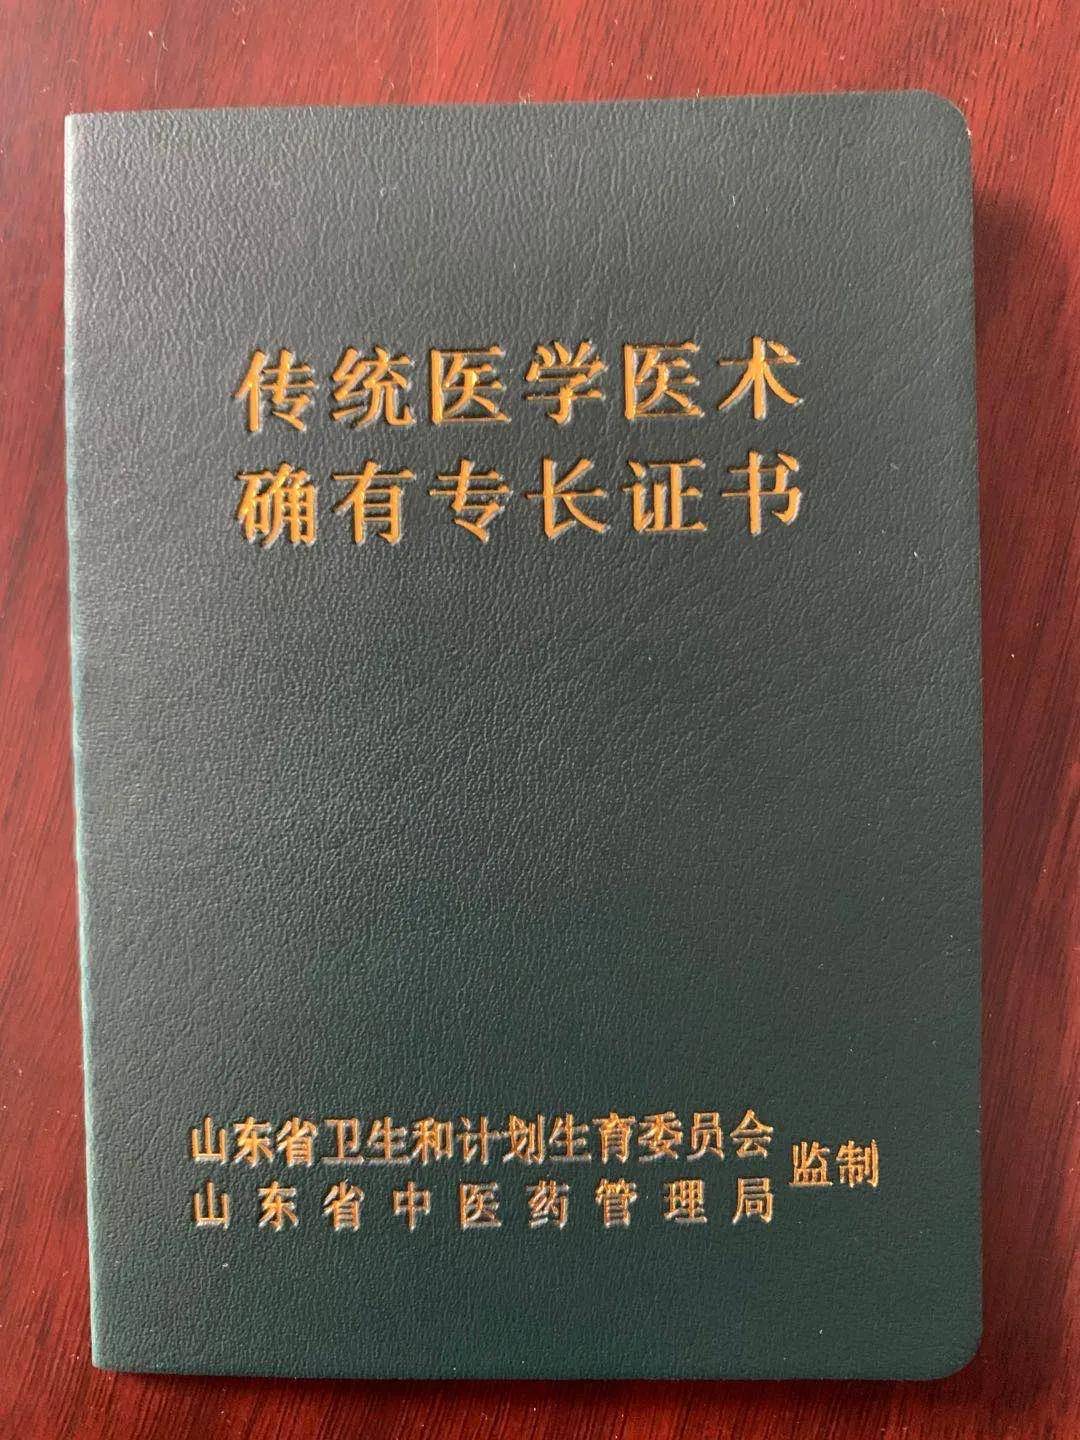 传统医学医术
确有专长证书
山东省卫生和计划生育委员会
山东省中医药管理局
监制